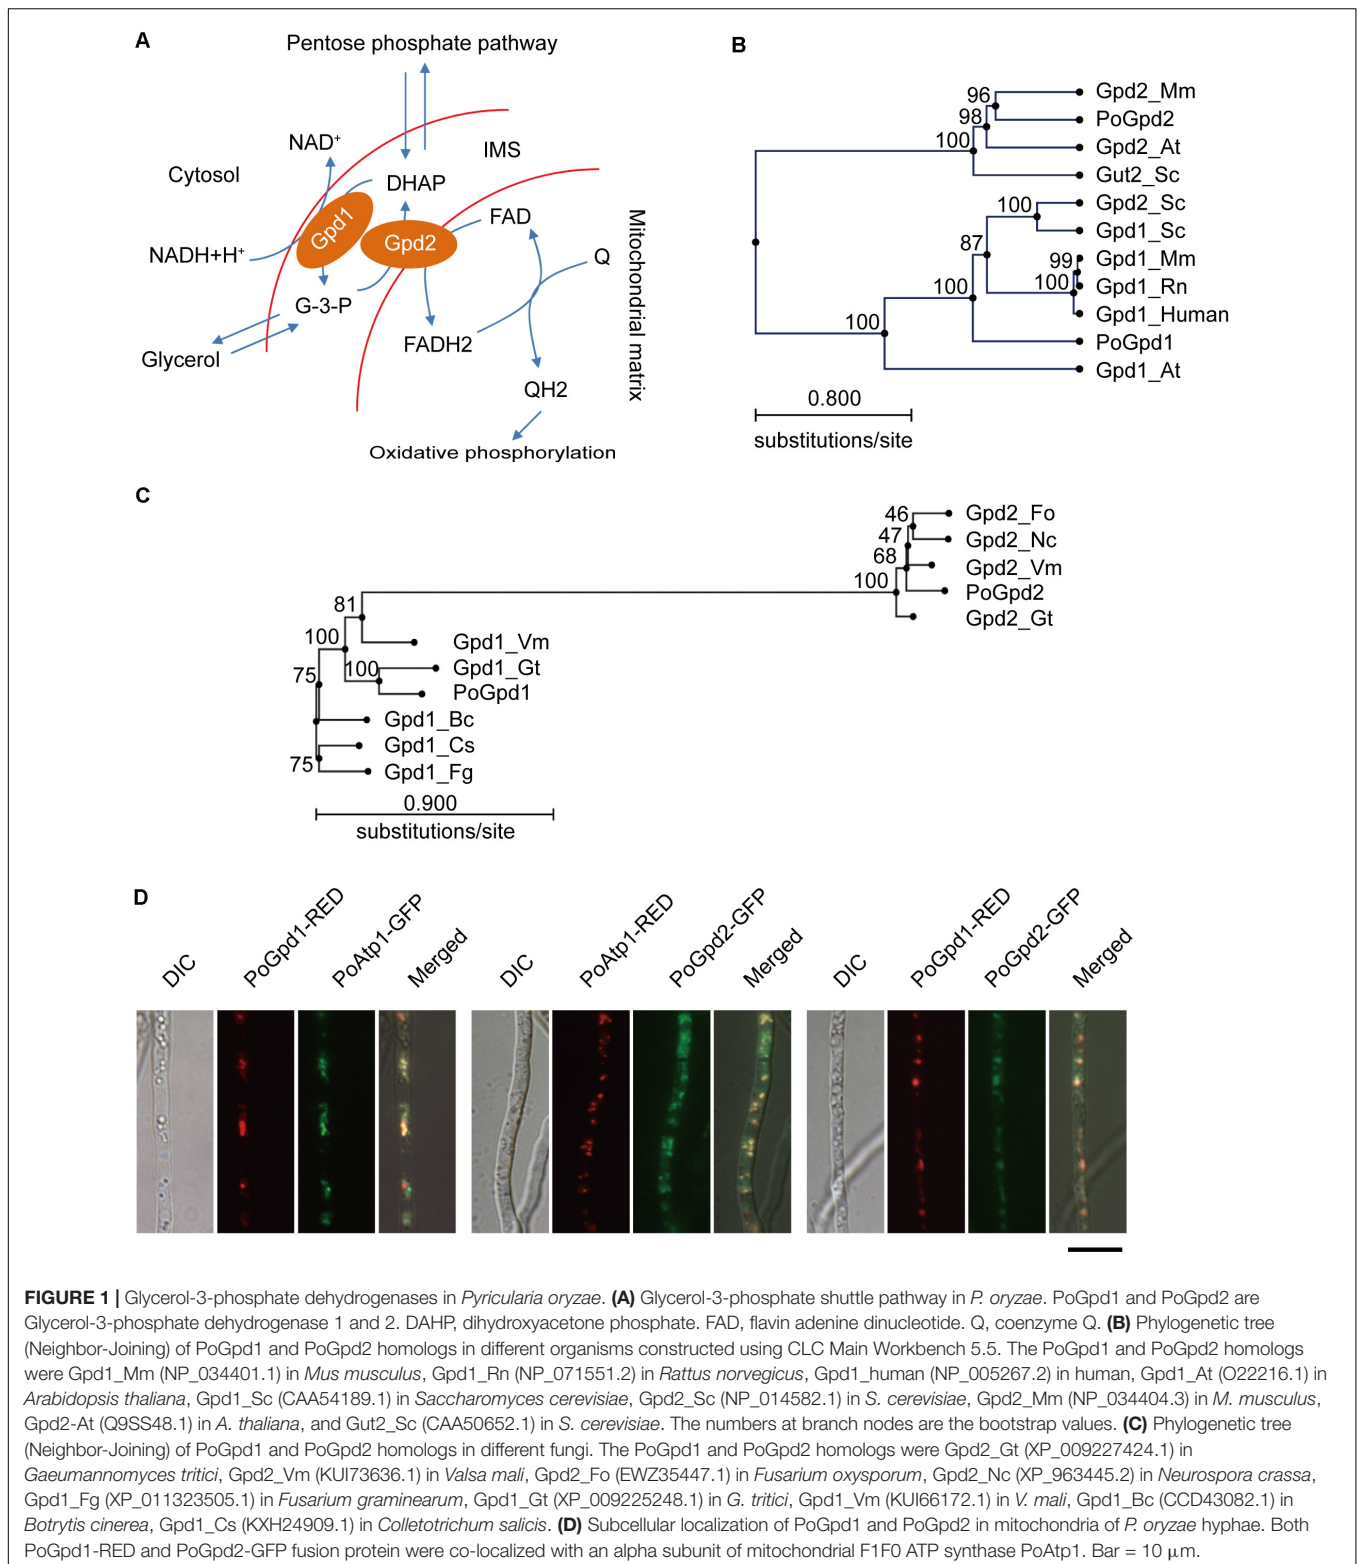 A
Pentose phosphate pathway
NAD+
IMS
Cytosol
DHAP
Gpd1
FAD
Gpd2
NADH+H+
Q
G-3-P
Mitochondrial matrix
FADH2
Glycerol
QH2
Oxidative phosphorylation
B
96
Gpd2_Mm
98
PoGpd2
100
Gpd2_At
Gut2_Sc
100
Gpd2_Sc
Gpd1_Sc
87
99
Gpd1_Mm
100
100
Gpd1_Rn
Gpd1_Human
100
PoGpd1
Gpd1_At
0.800
substitutions/site
C
46
Gpd2_Fo
47
Gpd2_Nc
68
Gpd2_Vm
100
PoGpd2
Gpd2_Gt
81
100
Gpd1_Vm
100
Gpd1_Gt
75
PoGpd1
Gpd1_Bc
Gpd1_Cs
75
Gpd1_Fg
0.900
substitutions/site
D
DIC
PoGpd1-RED
PoAtp1-GFP
Merged
DIC
PoAtp1-RED
PoGpd2-GFP
Merged
DIC
PoGpd1-RED
PoGpd2-GFP
Merged
FIGURE 1 | Glycerol-3-phosphate dehydrogenases in Pyricularia oryzae. (A) Glycerol-3-phosphate shuttle pathway in P. oryzae. PoGpd1 and PoGpd2 are
Glycerol-3-phosphate dehydrogenase 1 and 2. DAHP, dihydroxyacetone phosphate. FAD, flavin adenine dinucleotide. Q, coenzyme Q. (B) Phylogenetic tree
(Neighbor-Joining) of PoGpd1 and PoGpd2 homologs in different organisms constructed using CLC Main Workbench 5.5. The PoGpd1 and PoGpd2 homologs
were Gpd1_Mm (NP_034401.1) in Mus musculus, Gpd1_Rn (NP_071551.2) in Rattus norvegicus, Gpd1_human (NP_005267.2) in human, Gpd1_At (O22216.1) in
Arabidopsis thaliana, Gpd1_Sc (CAA54189.1) in Saccharomyces cerevisiae, Gpd2_Sc (NP_014582.1) in S. cerevisiae, Gpd2_Mm (NP_034404.3) in M. musculus,
Gpd2-At (Q9SS48.1) in A. thaliana, and Gut2_Sc (CAA50652.1) in S. cerevisiae. The numbers at branch nodes are the bootstrap values. (C) Phylogenetic tree
(Neighbor-Joining) of PoGpd1 and PoGpd2 homologs in different fungi. The PoGpd1 and PoGpd2 homologs were Gpd2_Gt (XP_009227424.1) in
Gaeumannomyces tritici, Gpd2_Vm (KUI73636.1) in Valsa mali, Gpd2_Fo (EWZ35447.1) in Fusarium oxysporum, Gpd2_Nc (XP_963445.2) in Neurospora crassa,
Gpd1_Fg (XP_011323505.1) in Fusarium graminearum, Gpd1_Gt (XP_009225248.1) in G. tritici, Gpd1_Vm (KUI66172.1) in V. mali, Gpd1_Bc (CCD43082.1) in
Botrytis cinerea, Gpd1_Cs (KXH24909.1) in Colletotrichum salicis. (D) Subcellular localization of PoGpd1 and PoGpd2 in mitochondria of P. oryzae hyphae. Both
PoGpd1-RED and PoGpd2-GFP fusion protein were co-localized with an alpha subunit of mitochondrial F1F0 ATP synthase PoAtp1. Bar = 10 μm.